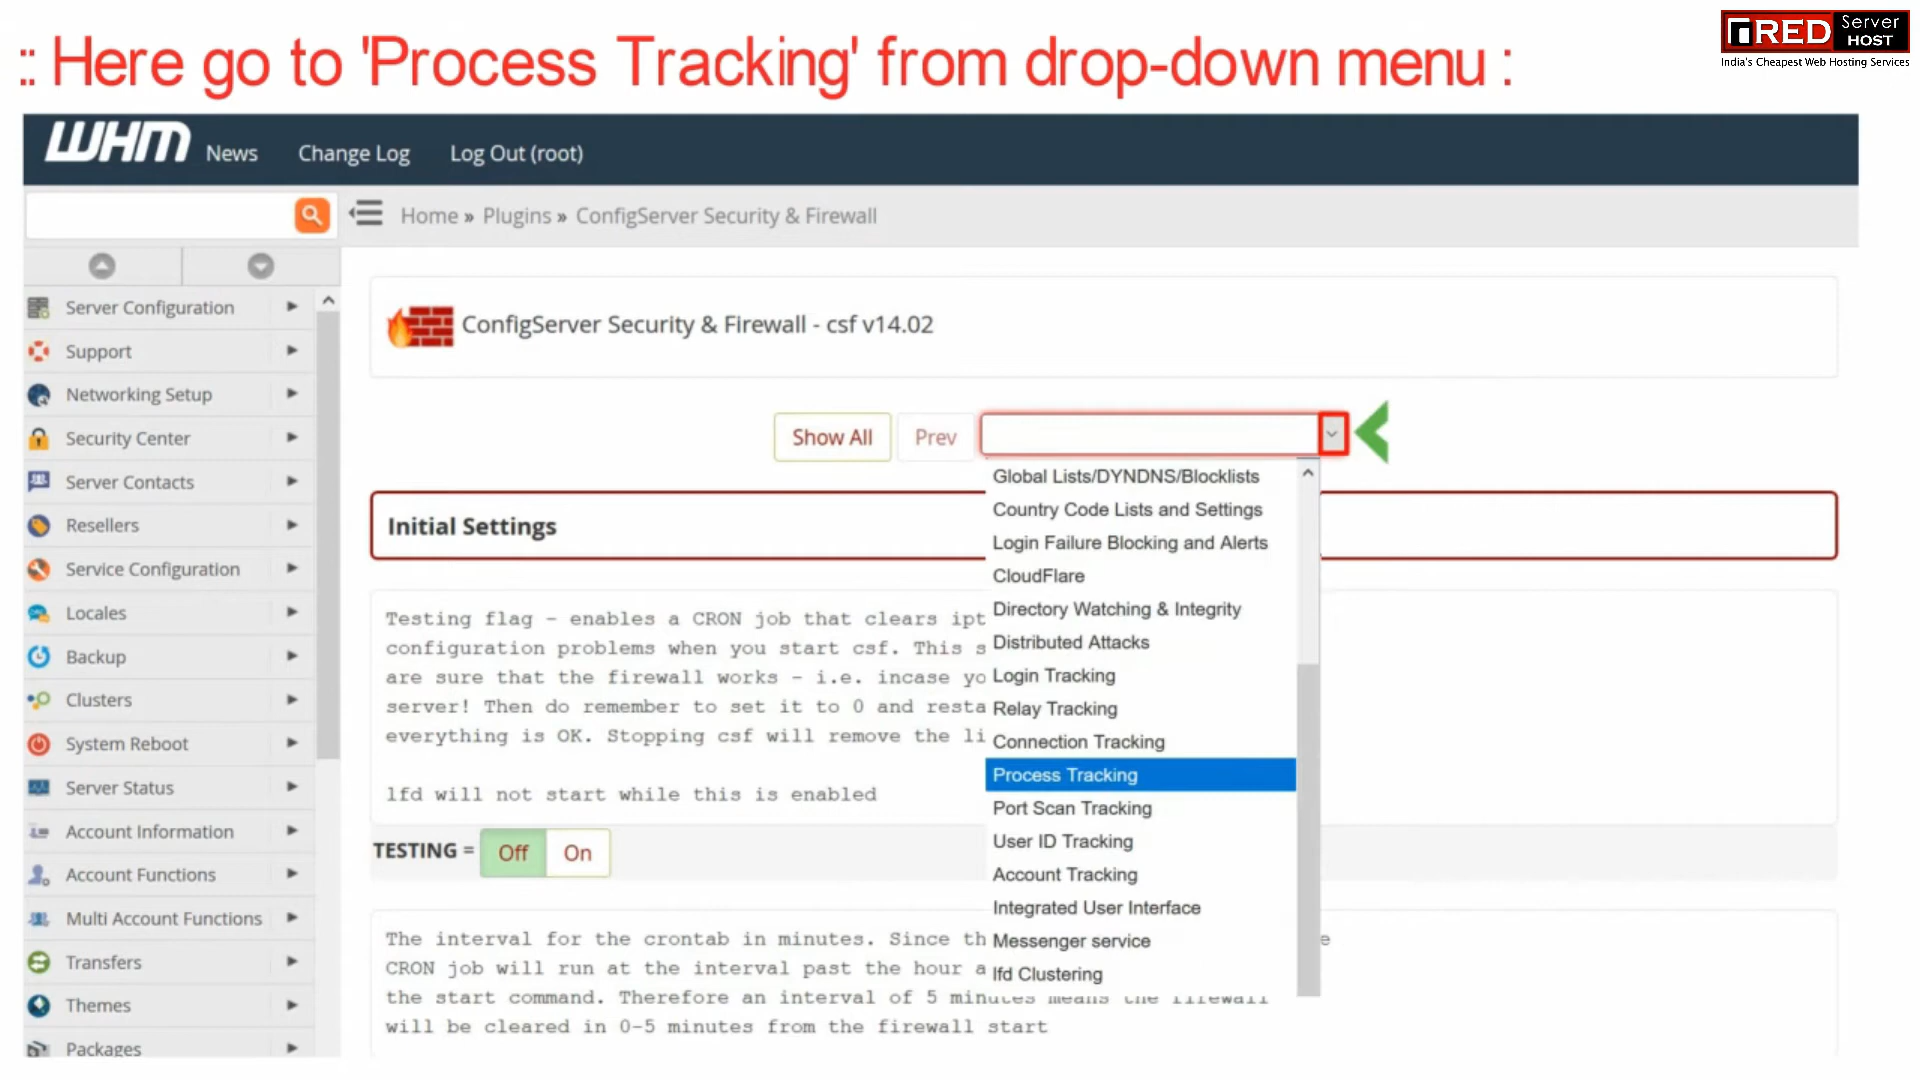 :: Here go to 'Process Tracking' from drop-down menu :
RED Server HOST
India's Cheapest Web Hosting Services
WHM News Change Log Log Out (root)
Home » Plugins » ConfigServer Security & Firewall
Server Configuration
Support
Networking Setup
Security Center
Server Contacts
Resellers
Service Configuration
Locales
Backup
Clusters
System Reboot
Server Status
Account Information
Account Functions
Multi Account Functions
Transfers
Themes
Packages
ConfigServer Security & Firewall - csf v14.02
Show All Prev
Global Lists/DYNDNS/Blocklists
Country Code Lists and Settings
Login Failure Blocking and Alerts
CloudFlare
Directory Watching & Integrity
Distributed Attacks
Login Tracking
Relay Tracking
Connection Tracking
Process Tracking
Port Scan Tracking
User ID Tracking
Account Tracking
Integrated User Interface
Messenger service
lfd Clustering
Initial Settings
Testing flag - enables a CRON job that clears ipt
configuration problems when you start csf. This s
are sure that the firewall works - i.e. incase yo
server! Then do remember to set it to 0 and resta
everything is OK. Stopping csf will remove the li
lfd will not start while this is enabled
TESTING = Off On
The interval for the crontab in minutes. Since th e
CRON job will run at the interval past the hour a
the start command. Therefore an interval of 5 minutes means the firewall
will be cleared in 0-5 minutes from the firewall start